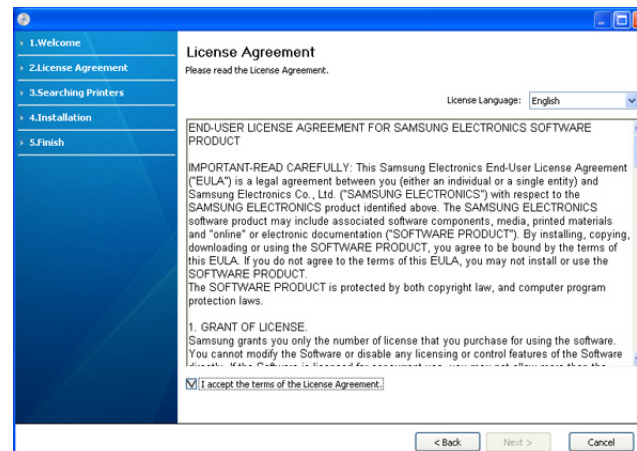 1.Welcome
2.License Agreement
3.Searching Printers
4.Installation
5.Finish
License Agreement
Please read the License Agreement.
License Language: English
END-USER LICENSE AGREEMENT FOR SAMSUNG ELECTRONICS SOFTWARE
PRODUCT
IMPORTANT-READ CAREFULLY: This Samsung Electronics End-User License Agreement
("EULA") is a legal agreement between you (either an individual or a single entity) and
Samsung Electronics Co., Ltd. ("SAMSUNG ELECTRONICS") with respect to the
SAMSUNG ELECTRONICS product identified above. The SAMSUNG ELECTRONICS
software product may include associated software components, media, printed materials
and "online" or electronic documentation ("SOFTWARE PRODUCT"). By installing, copying,
downloading or using the SOFTWARE PRODUCT, you agree to be bound by the terms of
this EULA. If you do not agree to the terms of this EULA, you may not install or use the
SOFTWARE PRODUCT.
The SOFTWARE PRODUCT is protected by both copyright law, and computer program
protection laws.
1. GRANT OF LICENSE.
Samsung grants you only the number of license that you purchase for using the software.
You cannot modify the Software or disable any licensing or control features of the Software
I accept the terms of the License Agreement.
< Back Next > Cancel